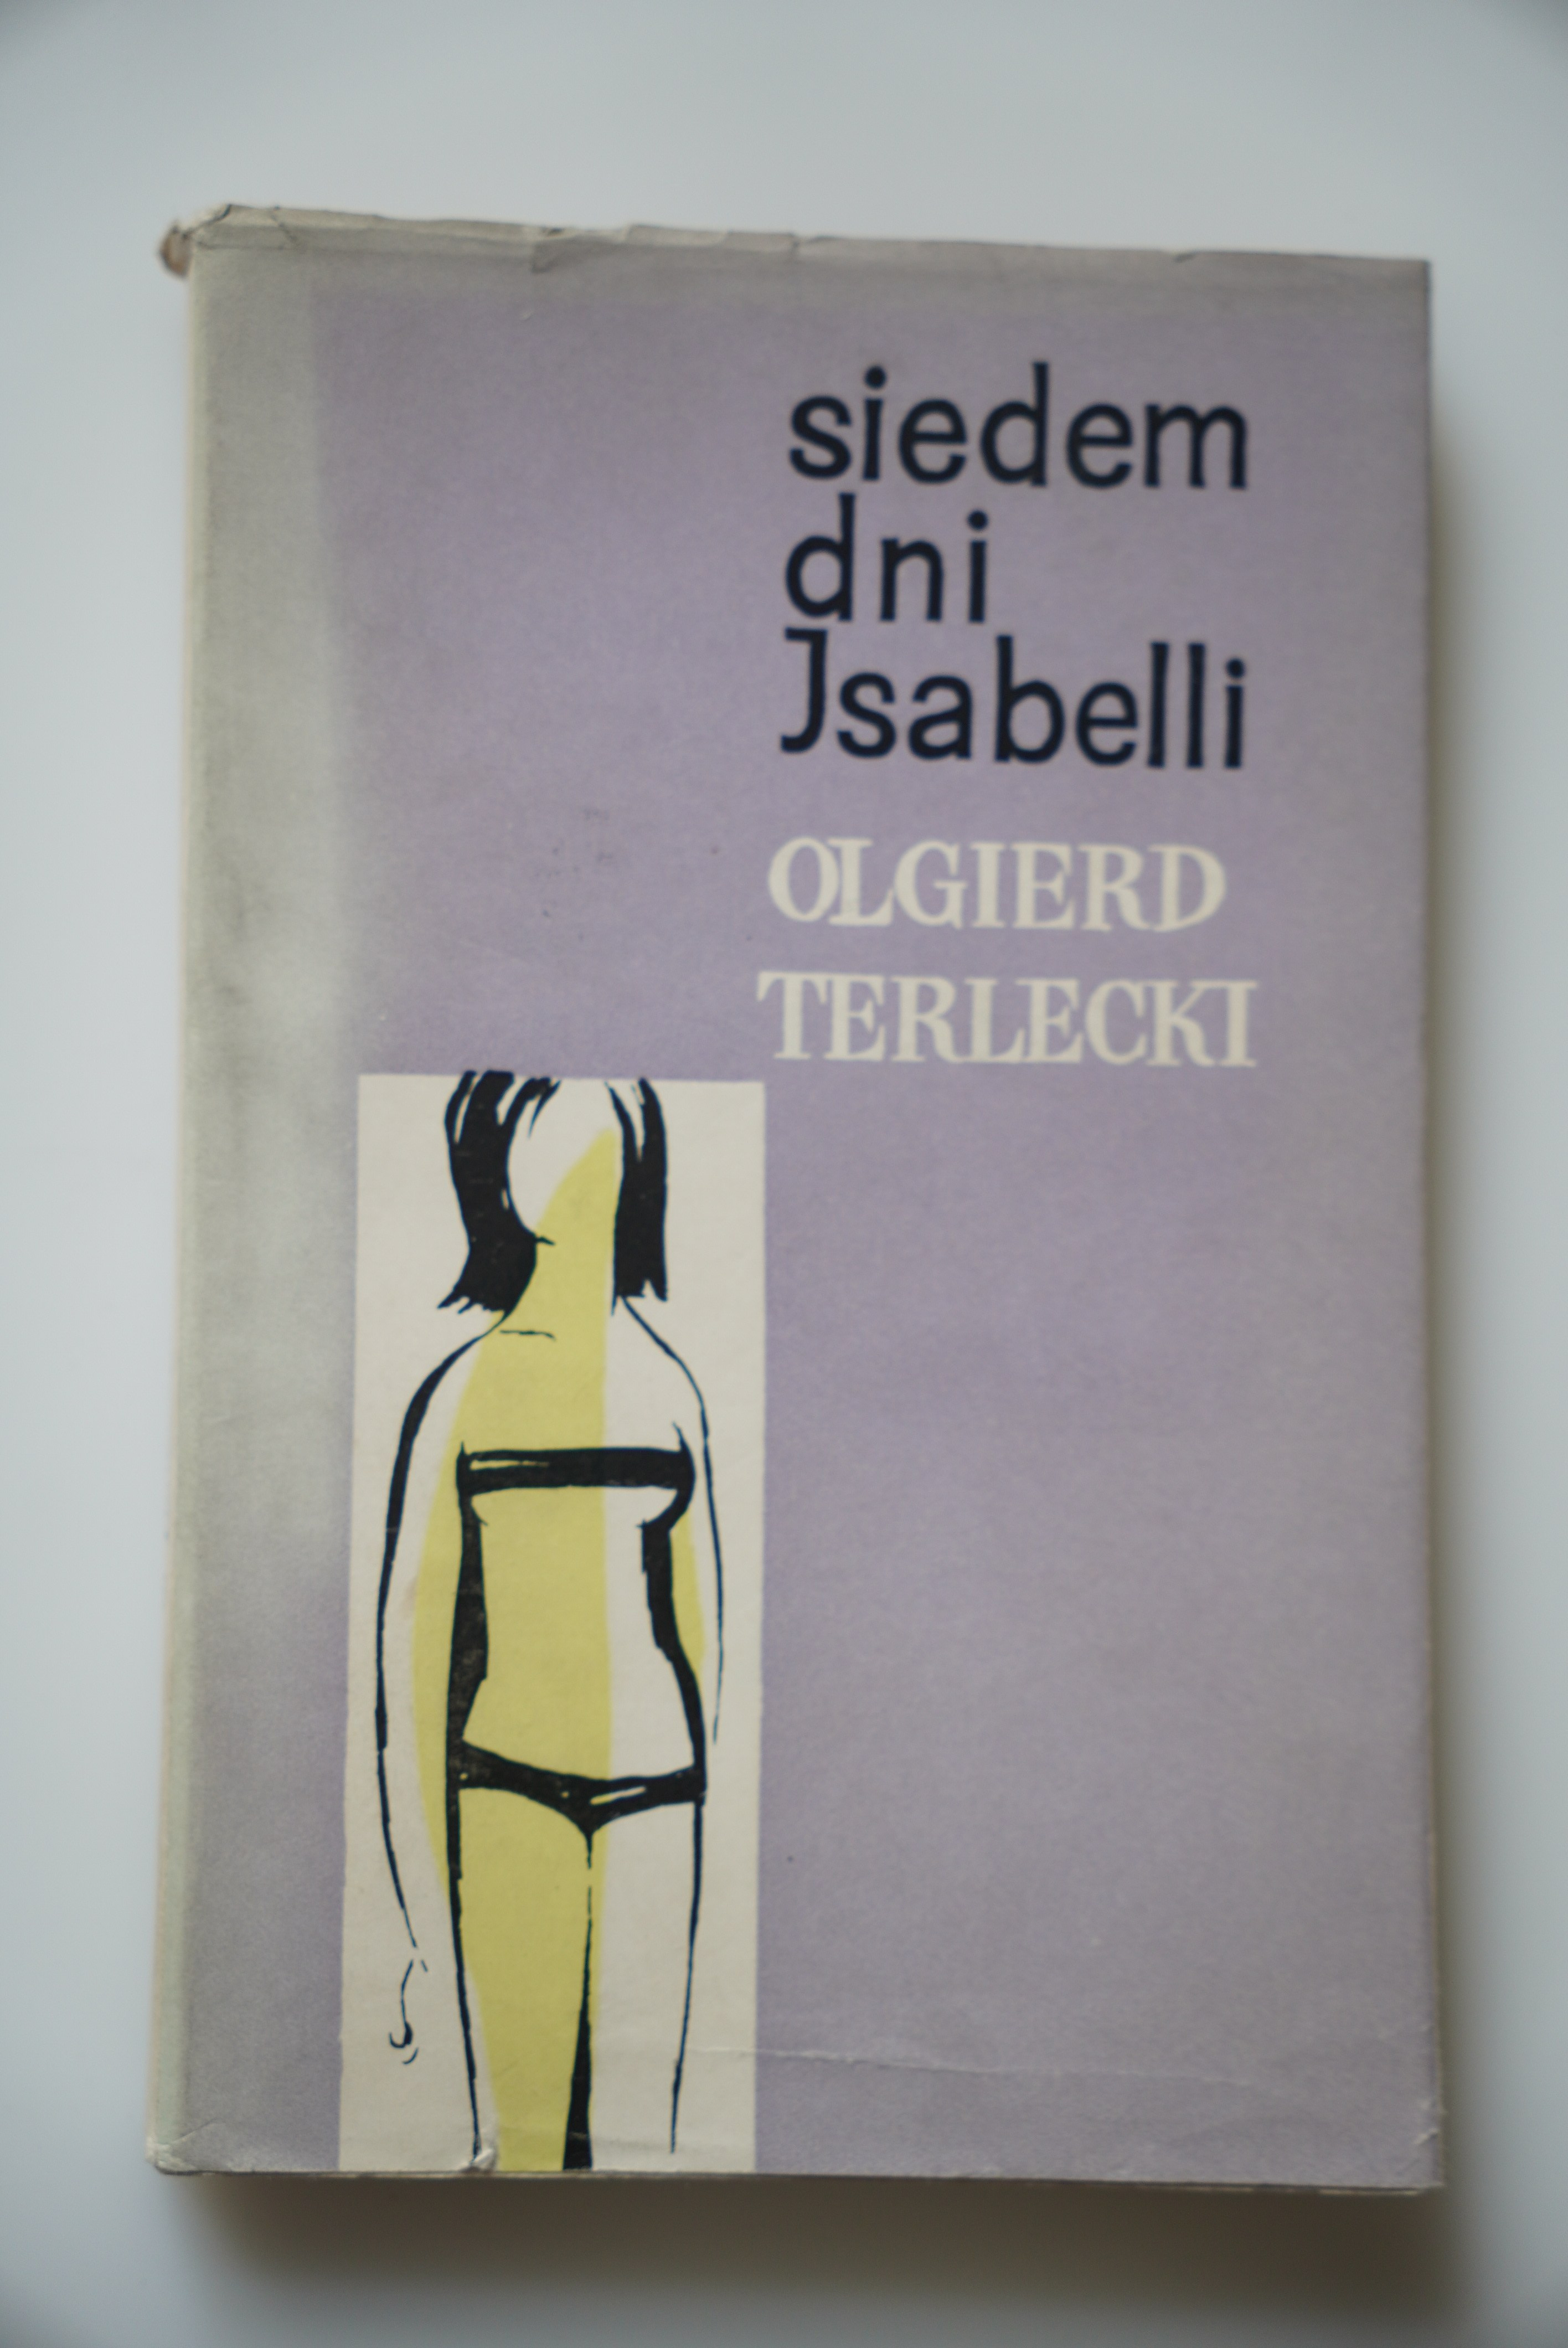 siedem
dni
Jsabelli
OLGIERD
TERLECKI